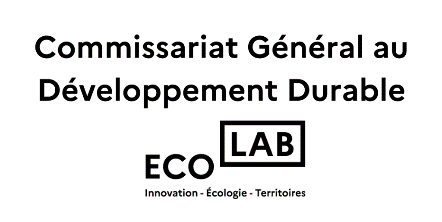 Commissariat Général au
Développement Durable
ECO LAB
Innovation - Écologie - Territoires